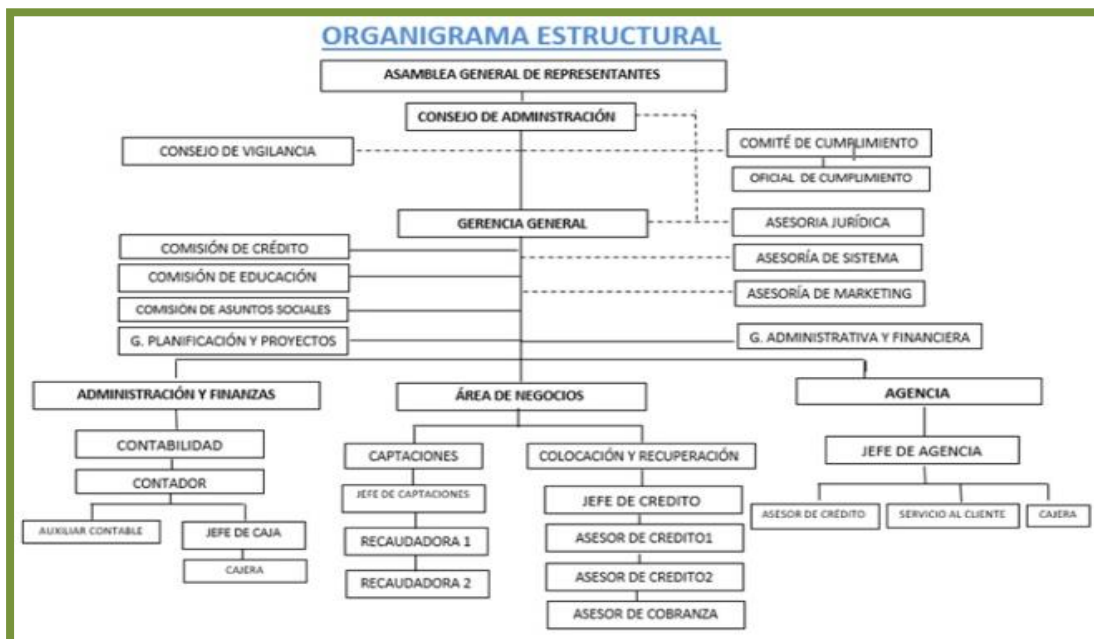 ORGANIGRAMA ESTRUCTURAL
ASAMBLEA GENERAL DE REPRESENTANTES
CONSEJO DE ADMINSTRACIÓN
CONSEJO DE VIGILANCIA
COMITÉ DE CUMPLIMIENTO
OFICIAL DE CUMPLIMIENTO
GERENCIA GENERAL
ASESORIA JURÍDICA
COMISIÓN DE CRÉDITO
ASESORÍA DE SISTEMA
COMISIÓN DE EDUCACIÓN
ASESORÍA DE MARKETING
COMISIÓN DE ASUNTOS SOCIALES
G. PLANIFICACIÓN Y PROYECTOS
G. ADMINISTRATIVA Y FINANCIERA
ADMINISTRACIÓN Y FINANZAS
ÁREA DE NEGOCIOS
AGENCIA
CONTABILIDAD
CAPTACIONES
COLOCACIÓN Y RECUPERACIÓN
JEFE DE AGENCIA
CONTADOR
JEFE DE CAPTACIONES
JEFE DE CREDITO
ASESOR DE CRÉDITO
SERVICIO AL CLIENTE
CAJERA
AUXILIAR CONTABLE
JEFE DE CAJA
RECAUDADORA 1
ASESOR DE CREDITO1
CAJERA
RECAUDADORA 2
ASESOR DE CREDITO2
ASESOR DE COBRANZA